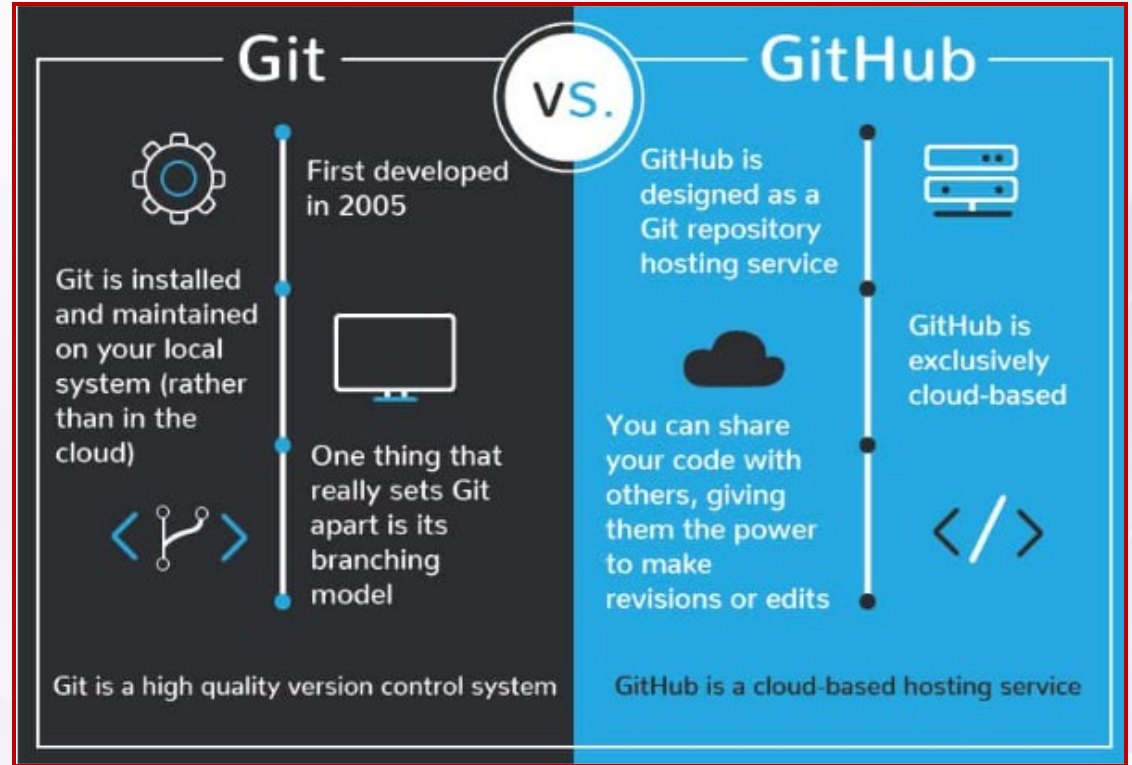 Git
vs.
GitHub
First developed
in 2005
Git is installed
and maintained
on your local
system (rather
than in the
cloud)
One thing that
really sets Git
apart is its
branching
model
Git is a high quality version control system
GitHub is
designed as a
Git repository
hosting service
GitHub is
exclusively
cloud-based
You can share
your code with
others, giving
them the power
to make
revisions or edits
GitHub is a cloud-based hosting service